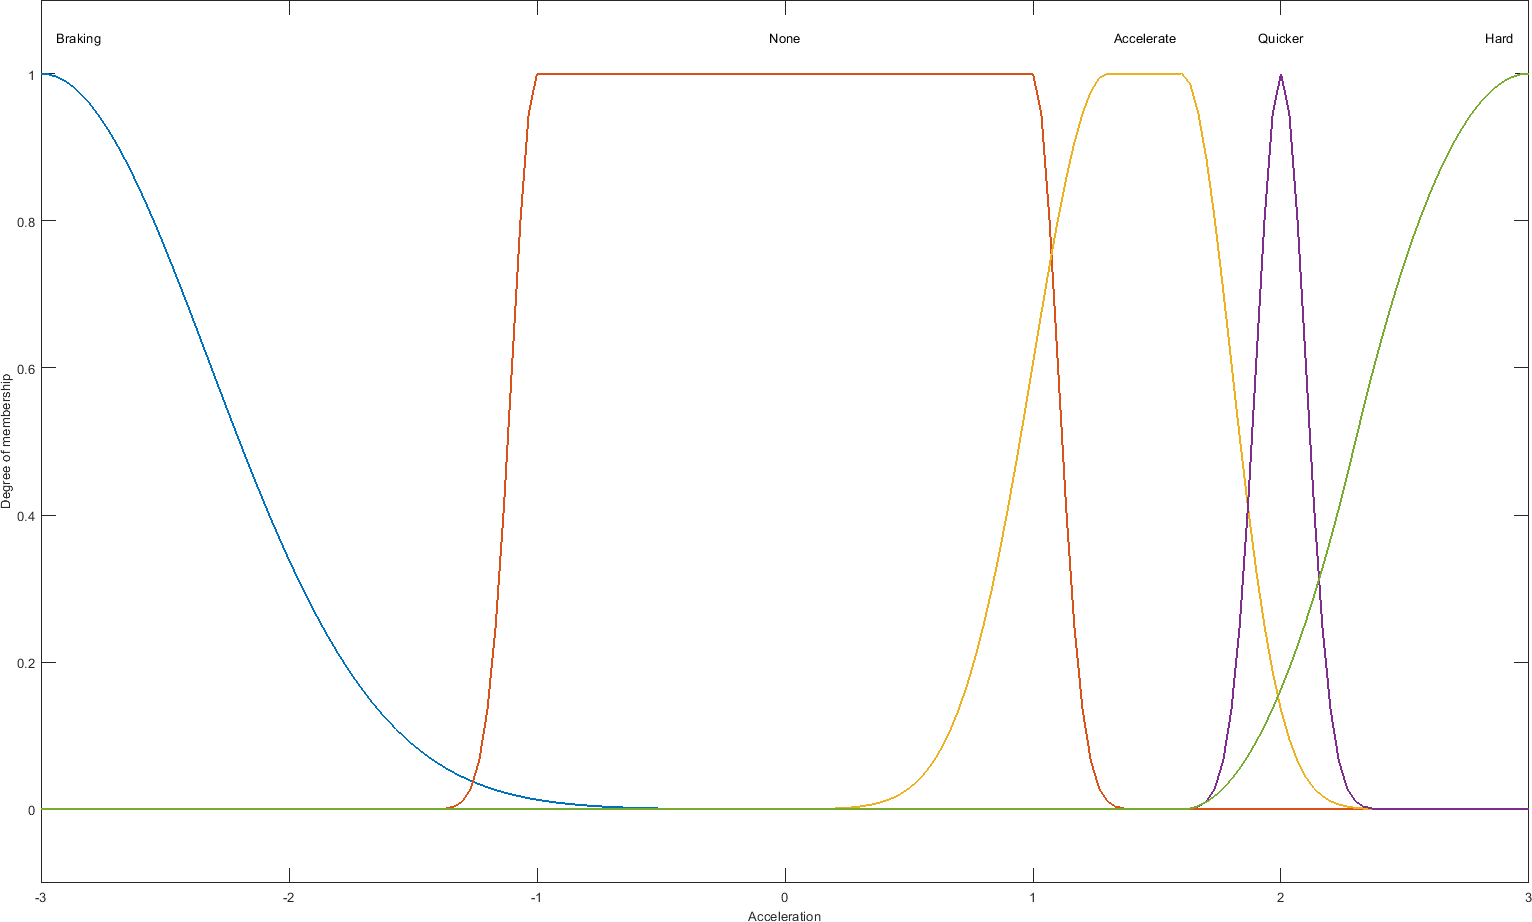 Braking None Accelerate Quicker Hard
1
0.8
0.6
0.4
0.2
0
Degree of membership
-3 -2 -1 0 1 2 3
Acceleration